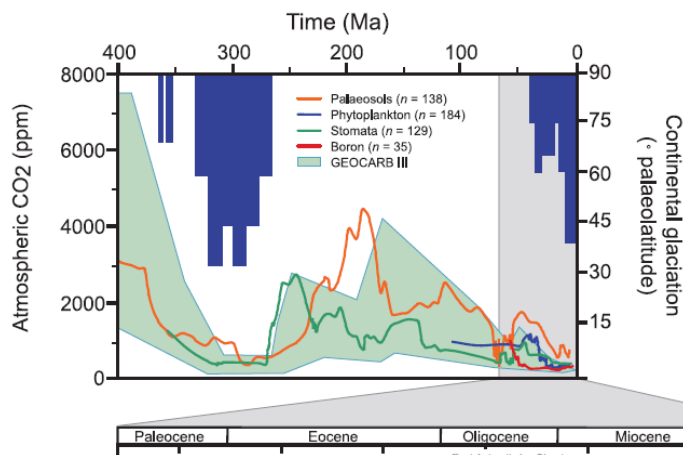 Time (Ma)
400 300 200 100 0
8000 90
6000 75
4000 60
2000 45
0 30
15
Atmospheric CO2 (ppm)
Continental glaciation
(° palaeolatitude)
Palaeosols (n = 138)
Phytoplankton (n = 184)
Stomata (n = 129)
Boron (n = 35)
GEOCARB III
Paleocene Eocene Oligocene Miocene